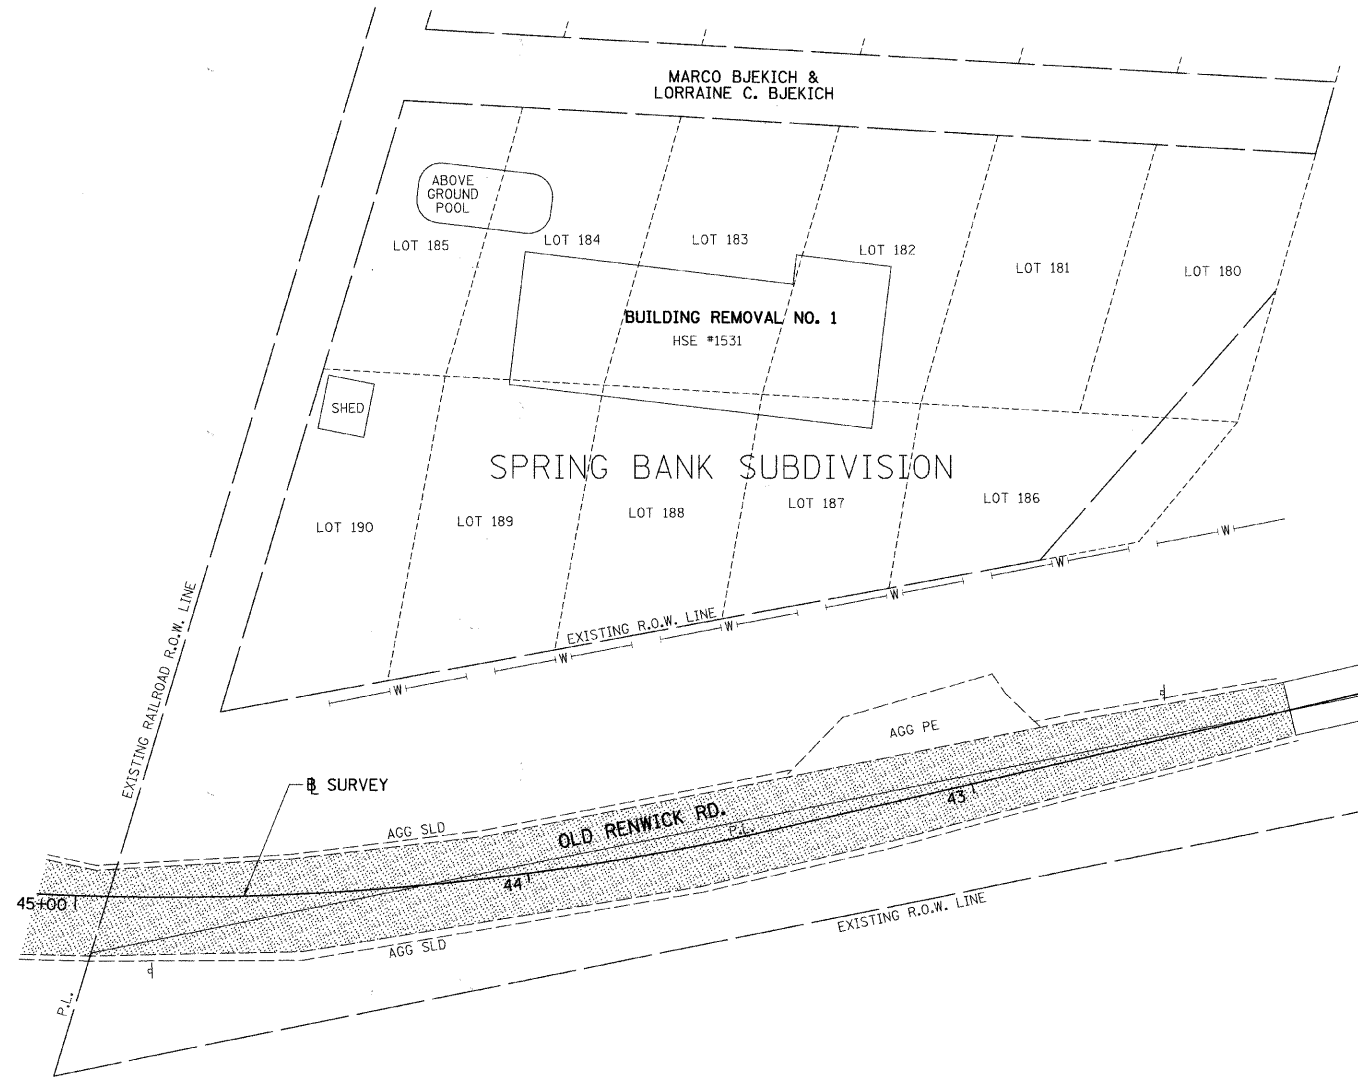 MARCO BJEKICH &
LORRAINE C. BJEKICH
ABOVE
GROUND
POOL
LOT 185
LOT 184
LOT 183
LOT 182
LOT 181
LOT 180
BUILDING REMOVAL NO. 1
HSE #1531
SHED
SPRING BANK SUBDIVISION
LOT 190
LOT 189
LOT 188
LOT 187
LOT 186
W
W
W
W
W
W
EXISTING R.O.W. LINE
EXISTING RAILROAD R.O.W. LINE
AGG PE
℄ SURVEY
AGG SLD
OLD RENWICK RD.
P.L.
43
44
45+00
AGG SLD
EXISTING R.O.W. LINE
P.L.